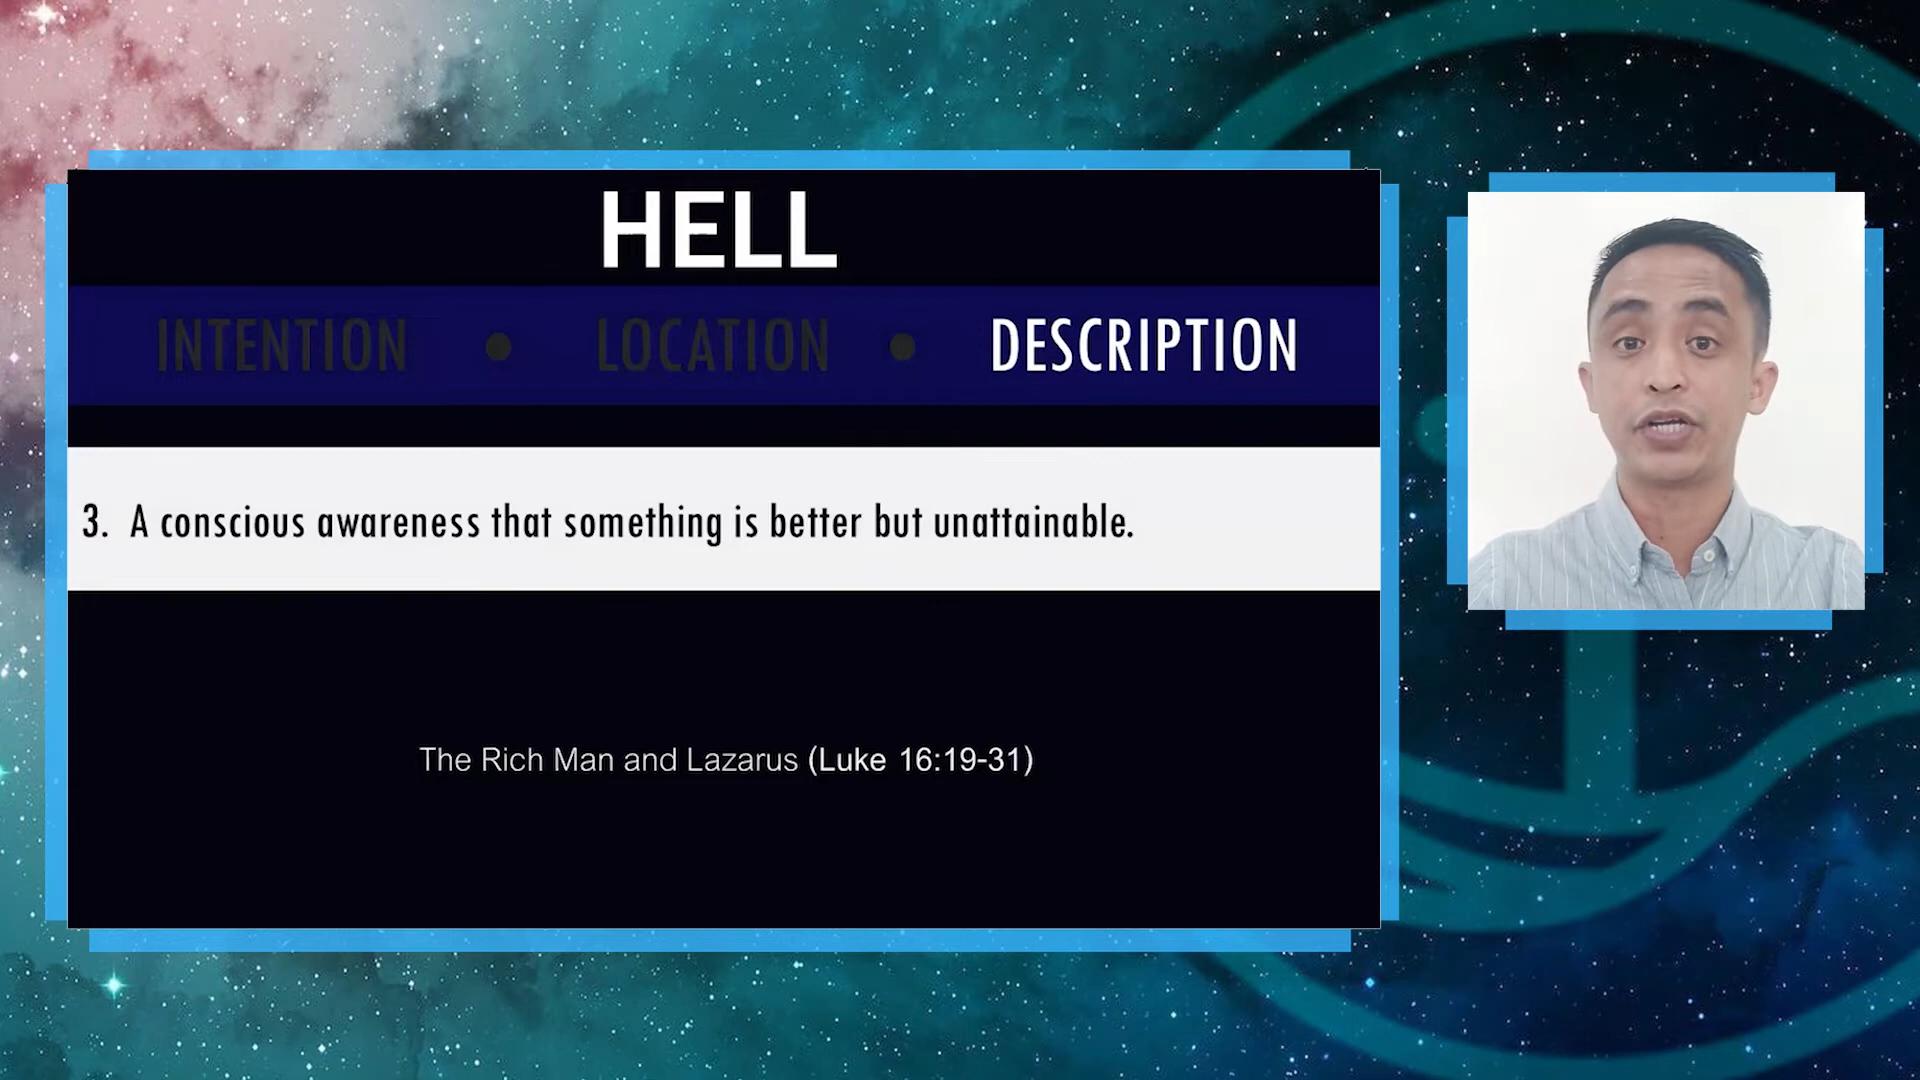 HELL
INTENTION • LOCATION • DESCRIPTION
3. A conscious awareness that something is better but unattainable.
The Rich Man and Lazarus (Luke 16:19-31)